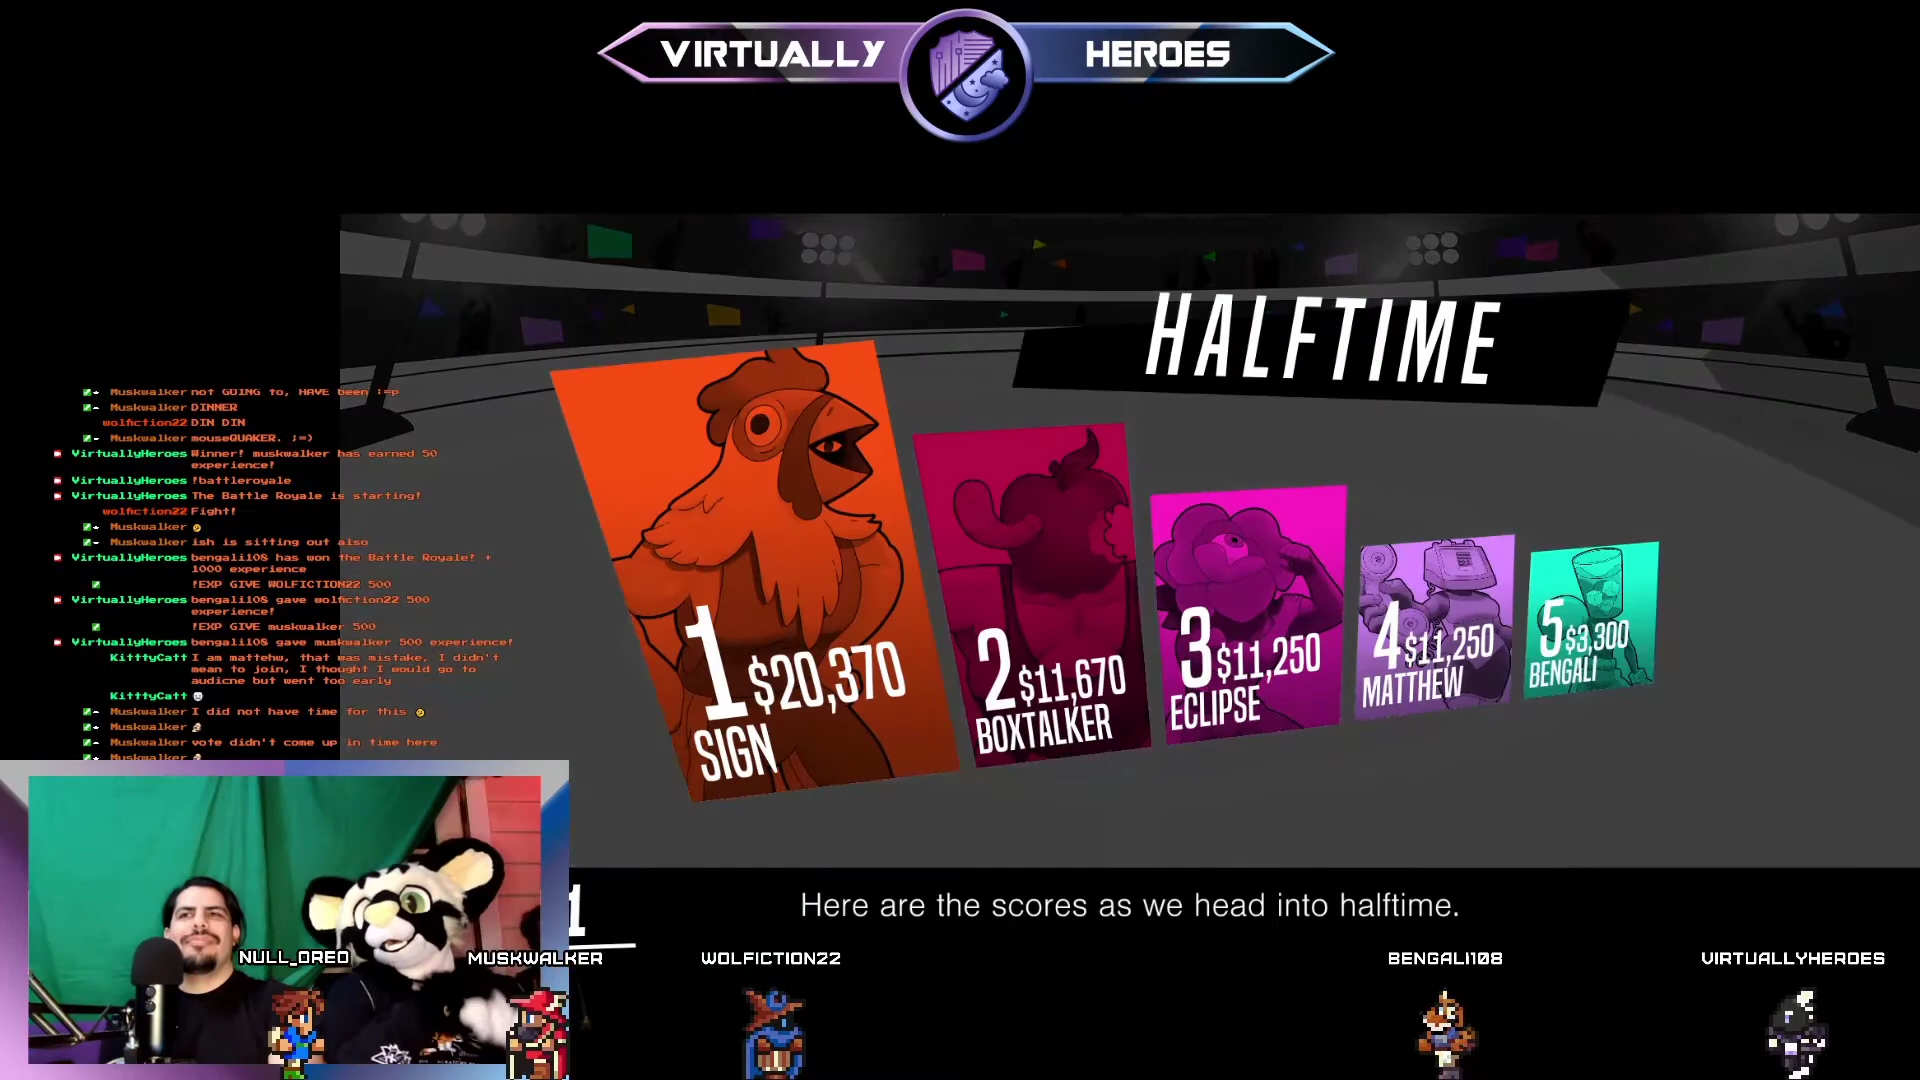 VIRTUALLY HEROES
HALFTIME
Muskwalker not GOING to, HAVE been ;=p
Muskwalker DINNER
wolfiction22 DIN DIN
Muskwalker mouseQUAKER. ;=)
VirtuallyHeroes Winner! muskwalker has earned 50
experience!
VirtuallyHeroes !battleroyale
VirtuallyHeroes The Battle Royale is starting!
wolfiction22 Fight!
Muskwalker
Muskwalker ish is sitting out also
VirtuallyHeroes bengali108 has won the Battle Royale! +
1000 experience
!EXP GIVE WOLFICTION22 500
VirtuallyHeroes bengali108 gave wolfiction22 500
experience!
!EXP GIVE muskwalker 500
VirtuallyHeroes bengali108 gave muskwalker 500 experience!
KitttyCatt I am mattehw, that was mistake, I didn't
mean to join, I thought I would go to
audicne but went too early
KitttyCatt
Muskwalker I did not have time for this
Muskwalker
Muskwalker vote didn't come up in time here
Muskwalker
1 $20,370
SIGN
2 $11,670
BOXTALKER
3 $11,250
ECLIPSE
4 $11,250
MATTHEW
5 $3,300
BENGALI
1
Here are the scores as we head into halftime.
NULL_OREO
MUSKWALKER
WOLFICTION22
BENGALI108
VIRTUALLYHEROES